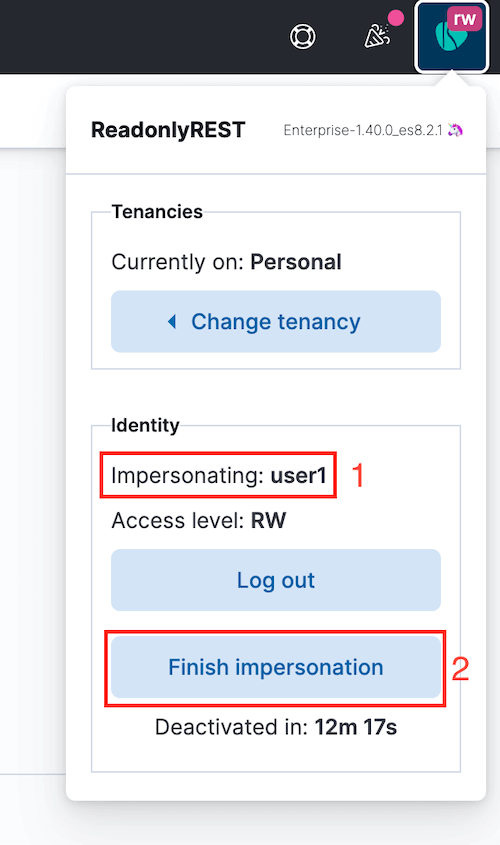 rw
ReadonlyREST
Enterprise-1.40.0_es8.2.1
Tenancies
Currently on: Personal
Change tenancy
Identity
Impersonating: user1
1
Access level: RW
Log out
Finish impersonation
2
Deactivated in: 12m 17s